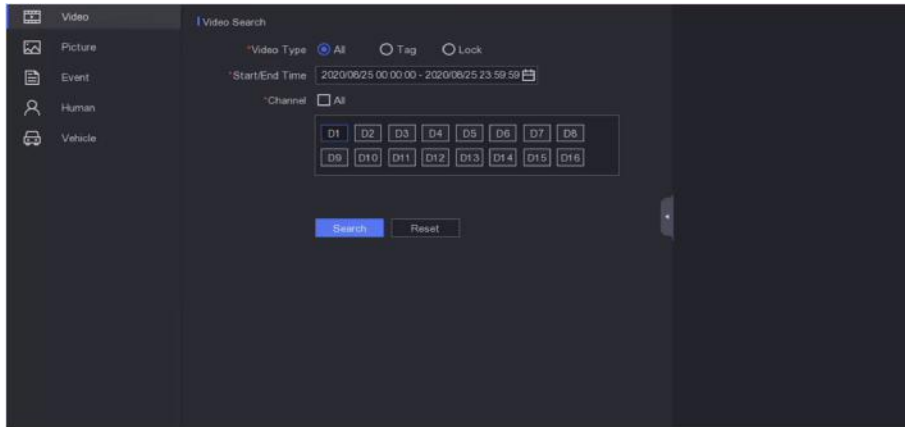 Video
Picture
Event
Human
Vehicle
Video Search
*Video Type All Tag Lock
*Start/End Time 2020/08/25 00:00:00 - 2020/08/25 23:59:59
*Channel All
D1 D2 D3 D4 D5 D6 D7 D8
D9 D10 D11 D12 D13 D14 D15 D16
Search Reset